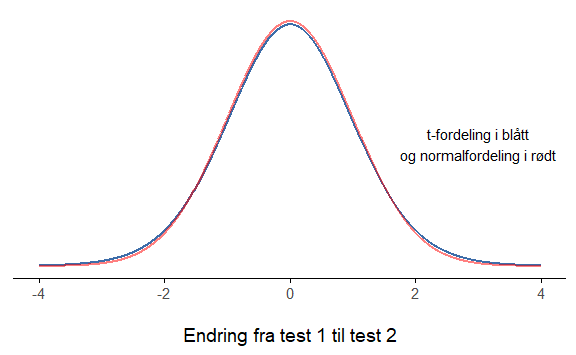 t-fordeling i blått
og normalfordeling i rødt
-4 -2 0 2 4
Endring fra test 1 til test 2